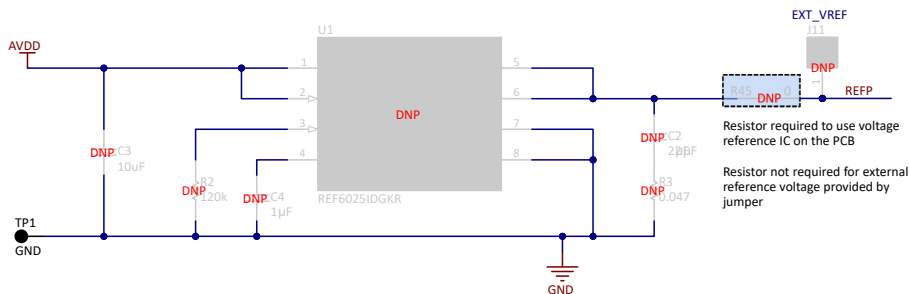 EXT_VREF
U1
J11
AVDD
1
5
DNP
R45
0
DNP
1
REFP
2
6
DNP
3
7
Resistor required to use voltage
reference IC on the PCB
C2
DNP
22µF
DNP
C3
10uF
4
8
Resistor not required for external
reference voltage provided by
jumper
R2
DNP
120k
DNP
C4
1µF
REF6025IDGKR
R3
DNP
0.047
TP1
GND
GND